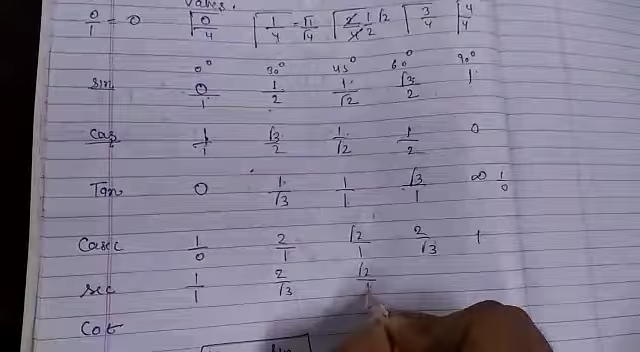 Values.
0/1 = 0 √0/4 √1/4 = √1/√4 √2/4 1/2 √2 √3/4 √4/4
0° 30° 45° 60° 90°
sin 0/1 1/2 1/√2 √3/2 1
Cos 1/1 √3/2 1/√2 1/2 0
Tan 0 1/√3 1/1 √3/1 ∞ 1/0
Cosec 1/0 2/1 √2/1 2/√3 1
sec 1/1 2/√3 √2/1
Cot